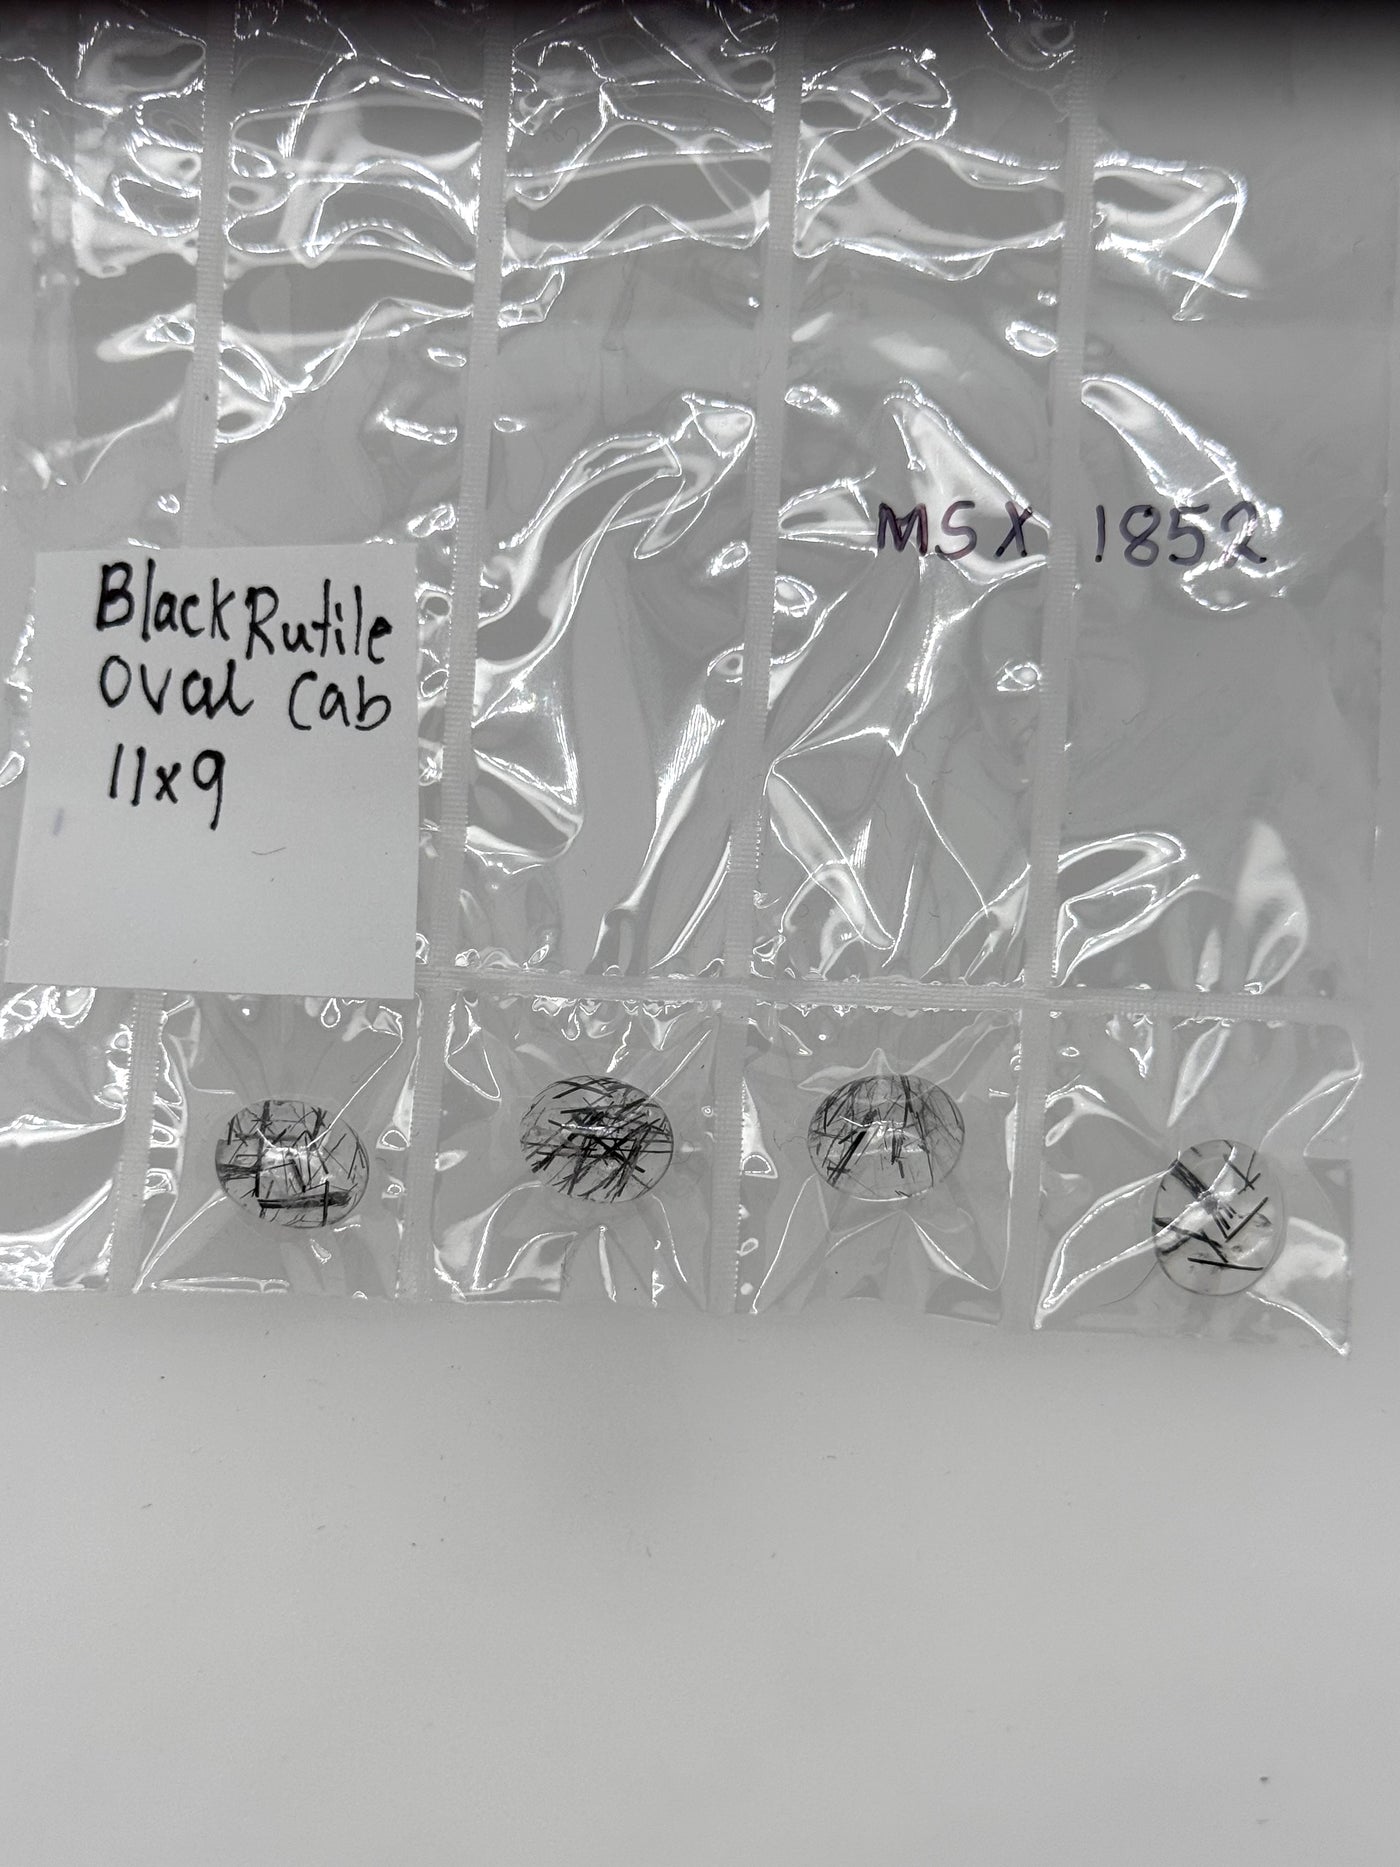 MSX 1852
Black Rutile
Oval Cab
11x9